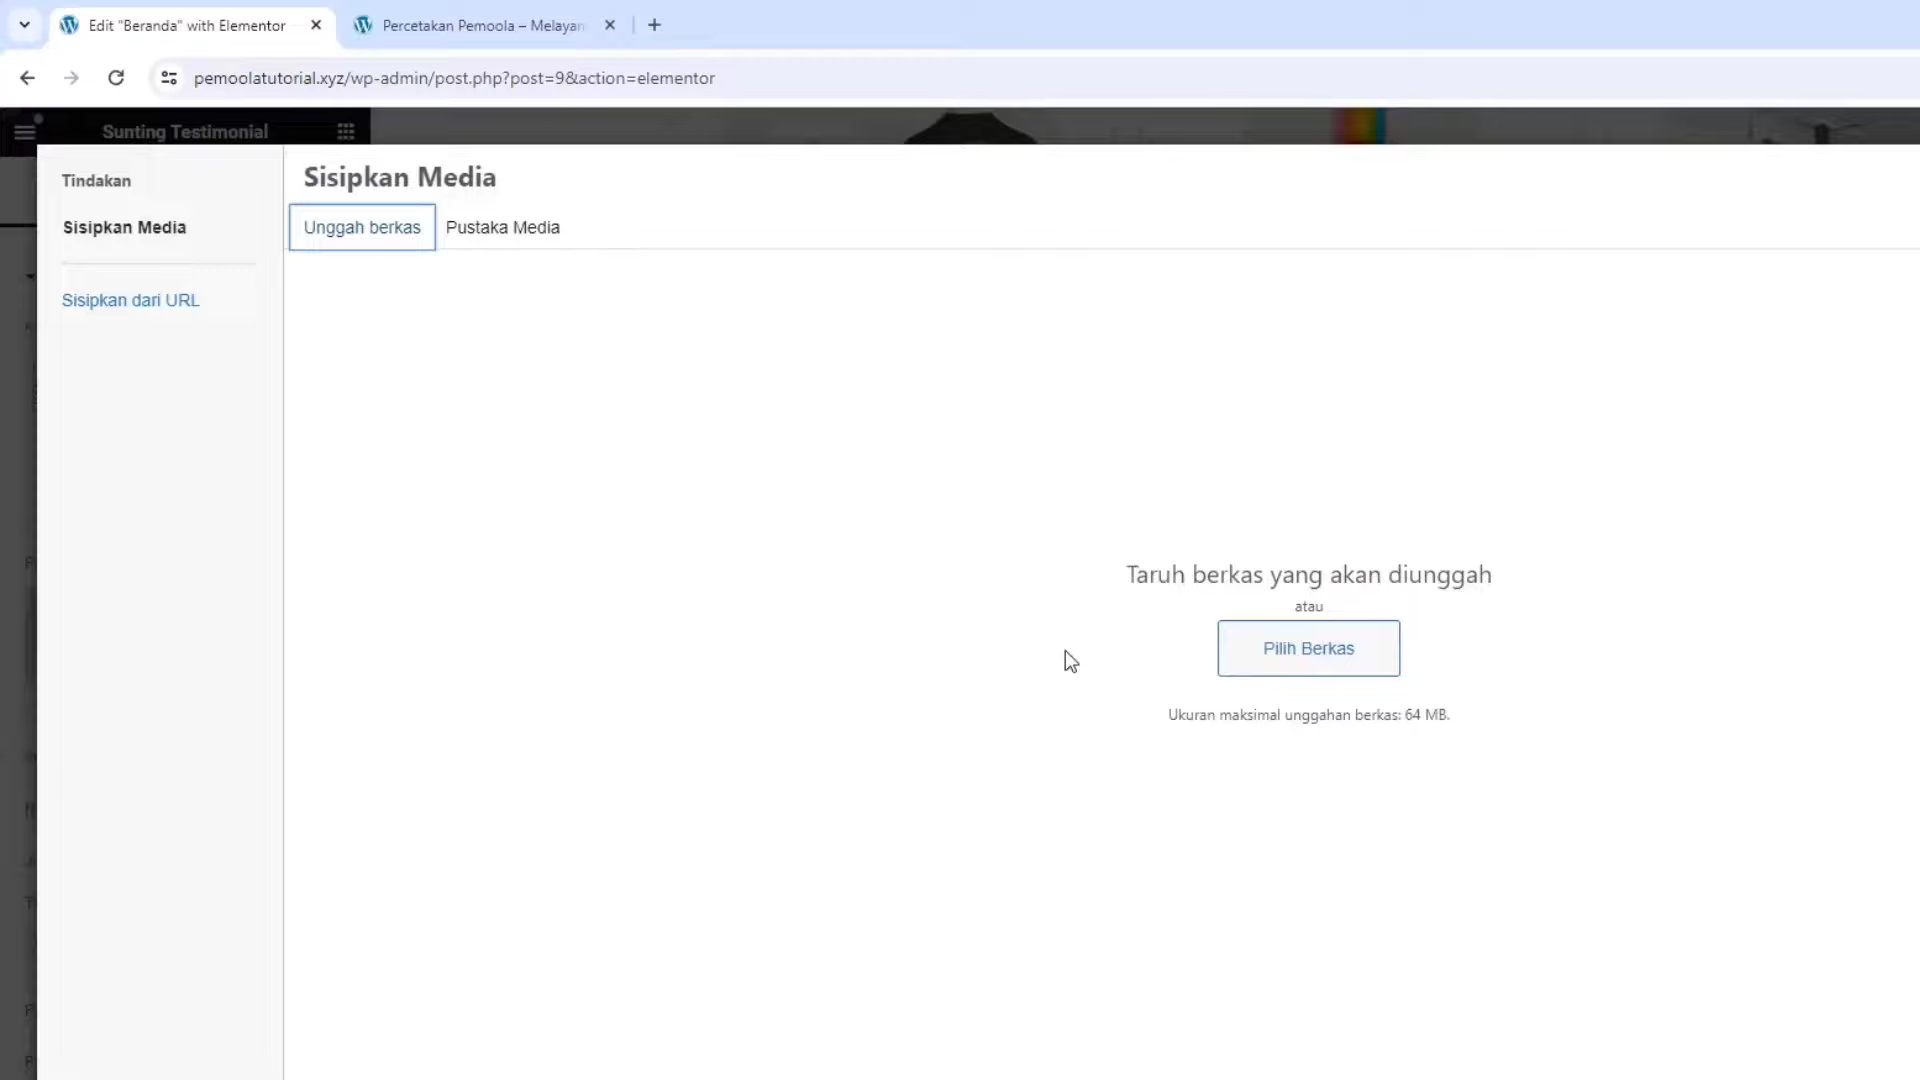 Edit "Beranda" with Elementor
Percetakan Pemoola – Melayan
pemoolatutorial.xyz/wp-admin/post.php?post=9&action=elementor
Sunting Testimonial
Tindakan
Sisipkan Media
Sisipkan dari URL
Sisipkan Media
Unggah berkas
Pustaka Media
Taruh berkas yang akan diunggah
atau
Pilih Berkas
Ukuran maksimal unggahan berkas: 64 MB.